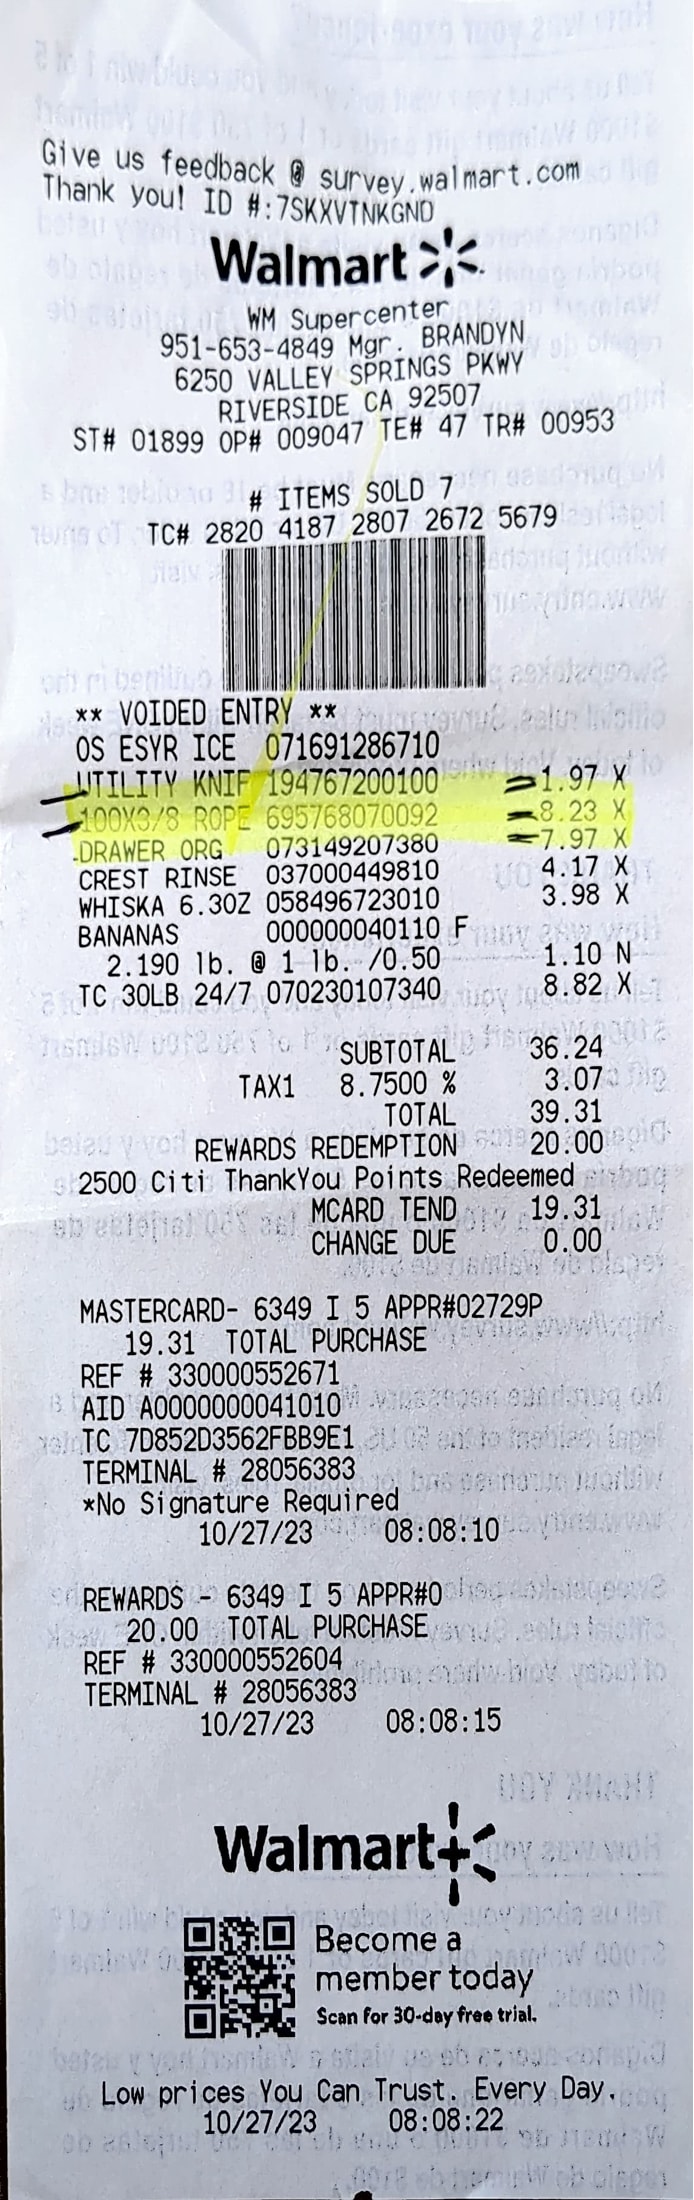 Give us feedback @ survey.walmart.com
Thank you! ID #:7SKXVTNKGND
Walmart
WM Supercenter
951-653-4849 Mgr. BRANDYN
6250 VALLEY SPRINGS PKWY
RIVERSIDE CA 92507
ST# 01899 OP# 009047 TE# 47 TR# 00953
# ITEMS SOLD 7
TC# 2820 4187 2807 2672 5679
** VOIDED ENTRY **
OS ESYR ICE 071691286710
UTILITY KNIF 194767200100 1.97 X
100X3/8 ROPE 695768070092 8.23 X
DRAWER ORG 073149207380 7.97 X
CREST RINSE 037000449810 4.17 X
WHISKA 6.30Z 058496723010 3.98 X
BANANAS 000000040110 F
2.190 lb. @ 1 lb. /0.50 1.10 N
TC 30LB 24/7 070230107340 8.82 X
SUBTOTAL 36.24
TAX1 8.7500 % 3.07
TOTAL 39.31
REWARDS REDEMPTION 20.00
2500 Citi ThankYou Points Redeemed
MCARD TEND 19.31
CHANGE DUE 0.00
MASTERCARD- 6349 I 5 APPR#02729P
19.31 TOTAL PURCHASE
REF # 330000552671
AID A0000000041010
TC 7D852D3562FBB9E1
TERMINAL # 28056383
*No Signature Required
10/27/23 08:08:10
REWARDS - 6349 I 5 APPR#0
20.00 TOTAL PURCHASE
REF # 330000552604
TERMINAL # 28056383
10/27/23 08:08:15
Walmart+
Become a
member today
Scan for 30-day free trial.
Low prices You Can Trust. Every Day.
10/27/23 08:08:22